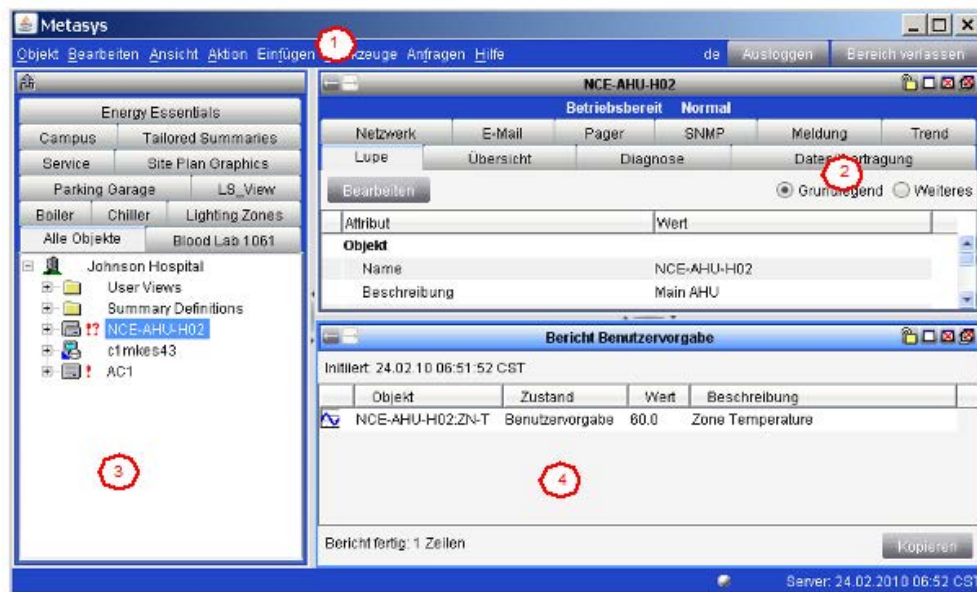 Metasys
Objekt Bearbeiten Ansicht Aktion Einfügen 1 kzeuge Anfragen Hilfe de Ausloggen Bereich verlassen
NCE-AHU-H02
Betriebsbereit Normal
Energy Essentials
Campus Tailored Summaries
Service Site Plan Graphics
Parking Garage LS_View
Boiler Chiller Lighting Zones
Alle Objekte Blood Lab 1061
Johnson Hospital
User Views
Summary Definitions
!? NCE-AHU-H02
c1mkes43
! AC1
3
Netzwerk E-Mail Pager SNMP Meldung Trend
Lupe Übersicht Diagnose Datenübertragung
2
Bearbeiten Grundlegend Weiteres
Attribut Wert
Objekt
Name NCE-AHU-H02
Beschreibung Main AHU
Bericht Benutzervorgabe
Initiiert: 24.02.10 06:51:52 CST
Objekt Zustand Wert Beschreibung
NCE-AHU-H02:ZN-T Benutzervorgabe 60.0 Zone Temperature
4
Bericht fertig: 1 Zeilen Kopieren
Server: 24.02.2010 06:52 CST